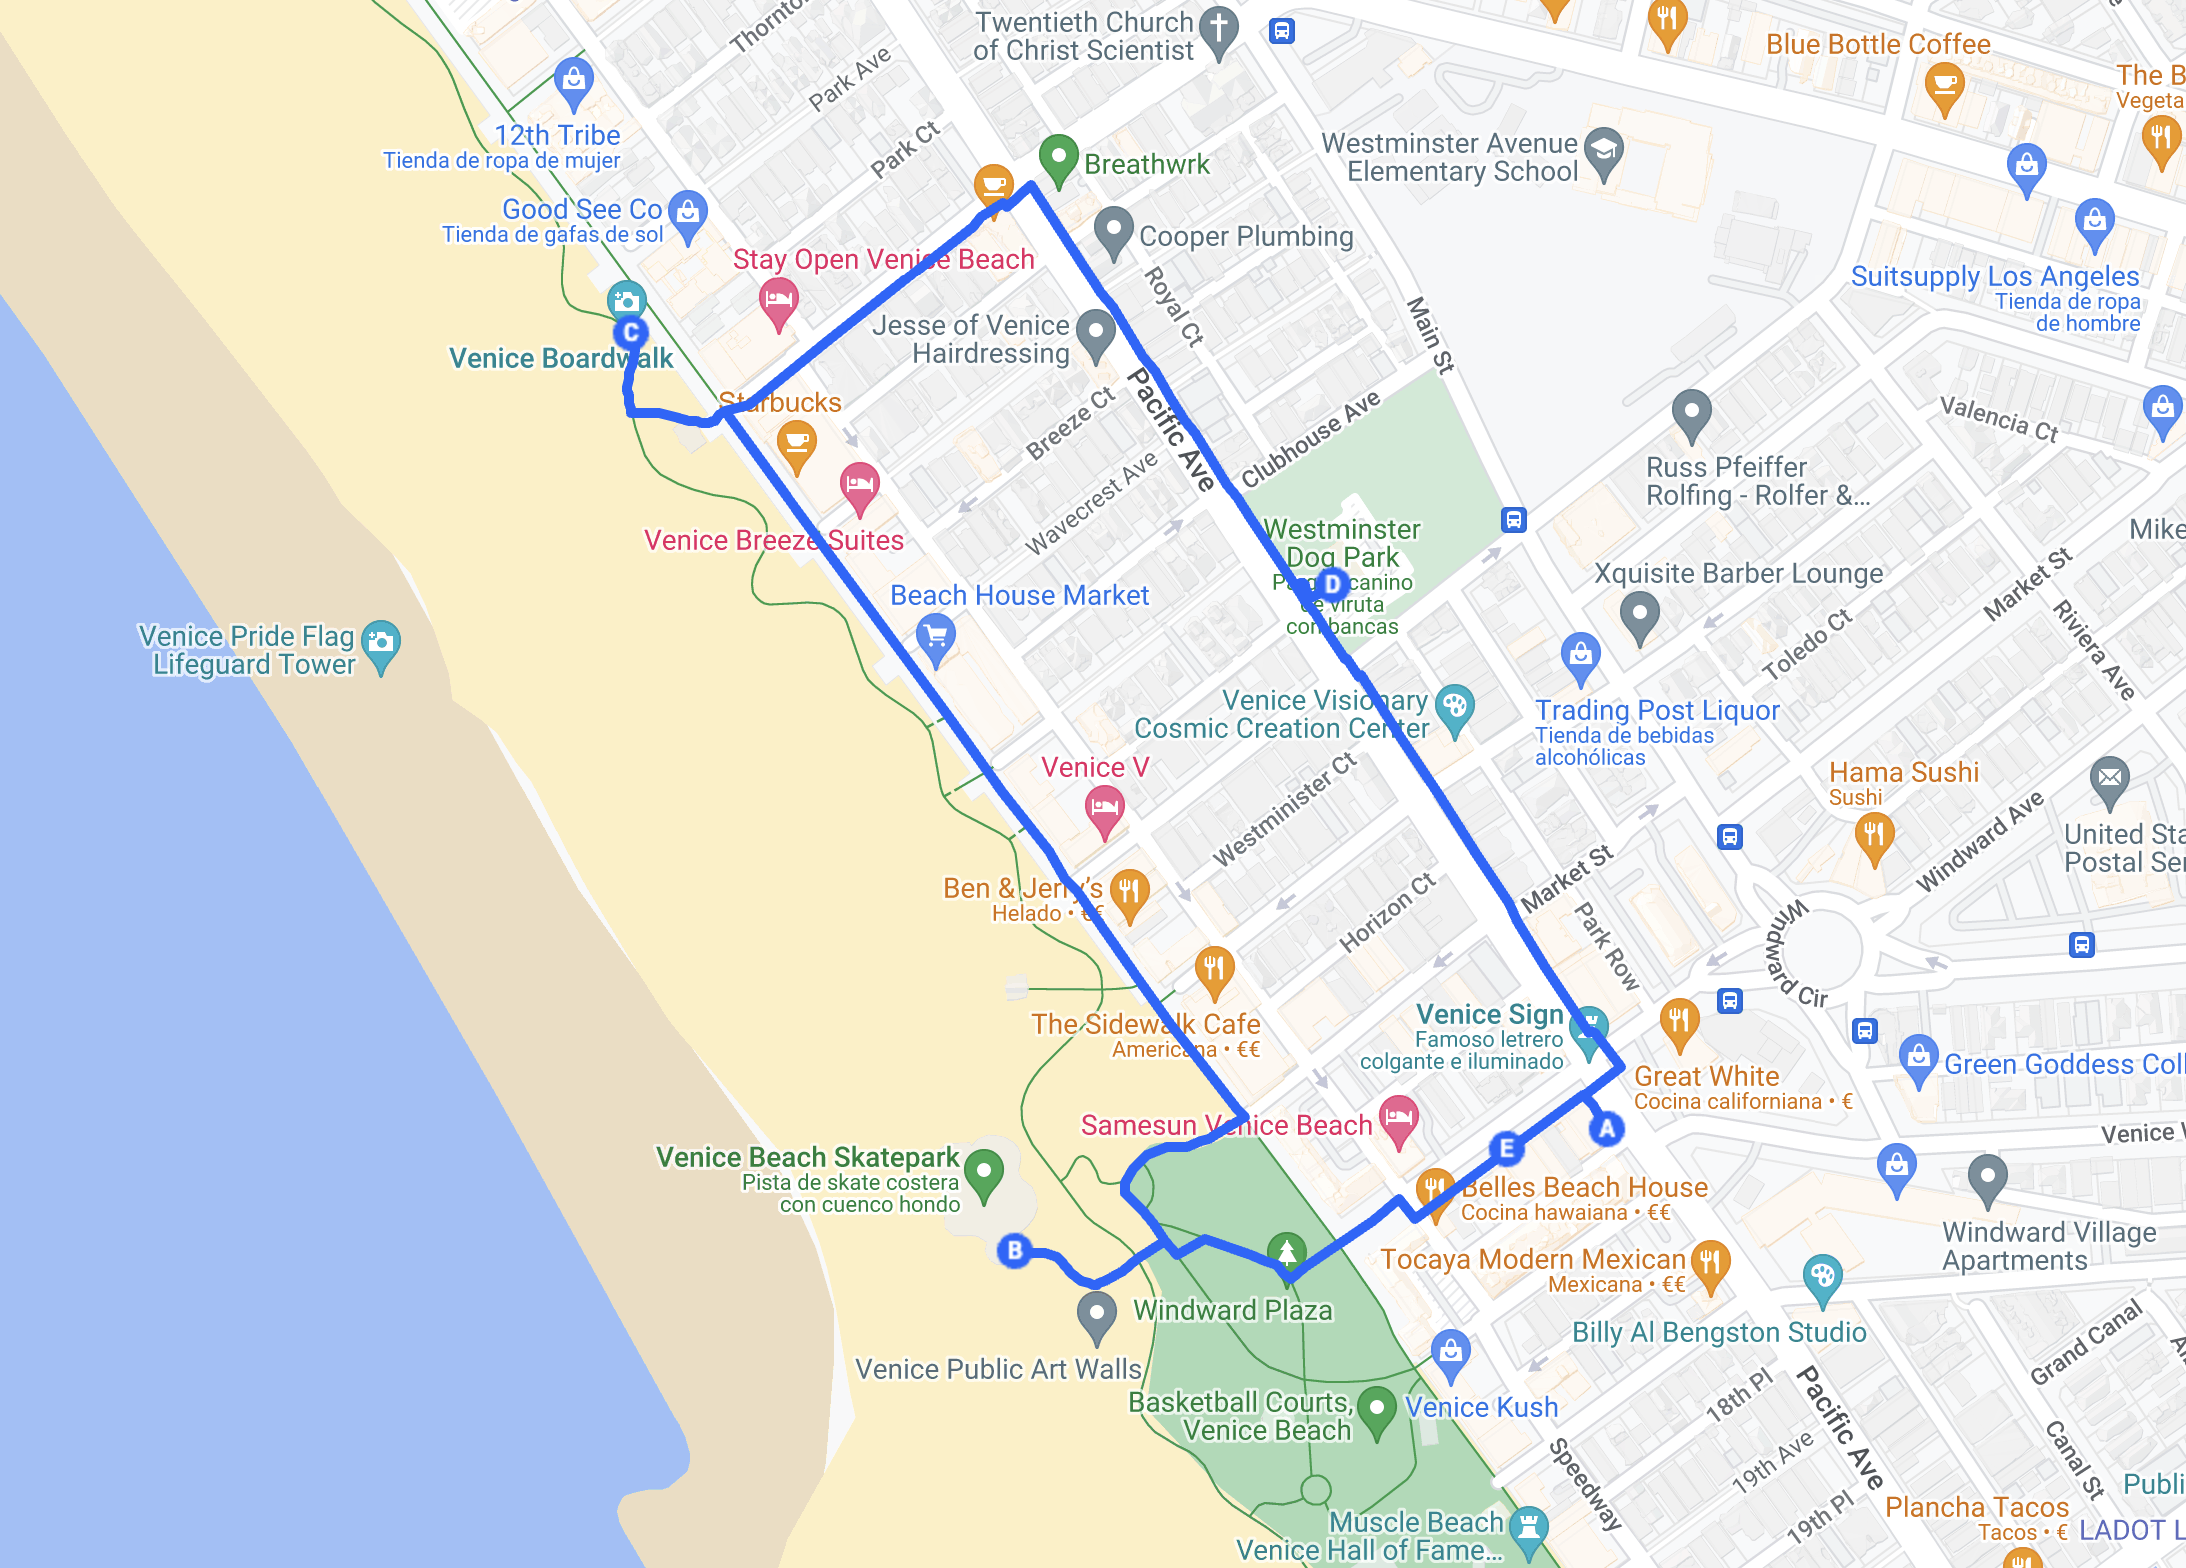 Twentieth Church
of Christ Scientist
Blue Bottle Coffee
The B
Vegeta
Park Ave
12th Tribe
Tienda de ropa de mujer
Park Ct
Breathwrk
Westminster Avenue
Elementary School
Good See Co
Tienda de gafas de sol
Cooper Plumbing
Stay Open Venice Beach
Suitsupply Los Angeles
Tienda de ropa
de hombre
Royal Ct
Main St
Jesse of Venice
Hairdressing
C
Venice Boardwalk
Starbucks
Pacific Ave
Breeze Ct
Clubhouse Ave
Valencia Ct
Wavecrest Ave
Russ Pfeiffer
Rolfing - Rolfer &...
Venice Breeze Suites
Westminster
Dog Park
Parque canino
de viruta
con bancas
D
Mike
Xquisite Barber Lounge
Market St
Beach House Market
Toledo Ct
Riviera Ave
Venice Pride Flag
Lifeguard Tower
Venice Visionary
Cosmic Creation Center
Trading Post Liquor
Tienda de bebidas
alcohólicas
Venice V
Westminister Ct
Hama Sushi
Sushi
Windward Ave
United Sta
Postal Ser
Market St
Ben & Jerry's
Helado • €€
Horizon Ct
Park Row
Windward Cir
The Sidewalk Cafe
Americana • €€
Venice Sign
Famoso letrero
colgante e iluminado
Great White
Cocina californiana • €
Green Goddess Coll
Samesun Venice Beach
A
E
Venice W
Venice Beach Skatepark
Pista de skate costera
con cuenco hondo
Belles Beach House
Cocina hawaiana • €€
B
Windward Village
Apartments
Tocaya Modern Mexican
Mexicana • €€
Windward Plaza
Billy Al Bengston Studio
Grand Canal
Venice Public Art Walls
18th Pl
Pacific Ave
Basketball Courts,
Venice Beach
Venice Kush
19th Ave
Canal St
Speedway
19th Pl
Publi
Plancha Tacos
Tacos • €
LADOT L
Muscle Beach
Venice Hall of Fame...